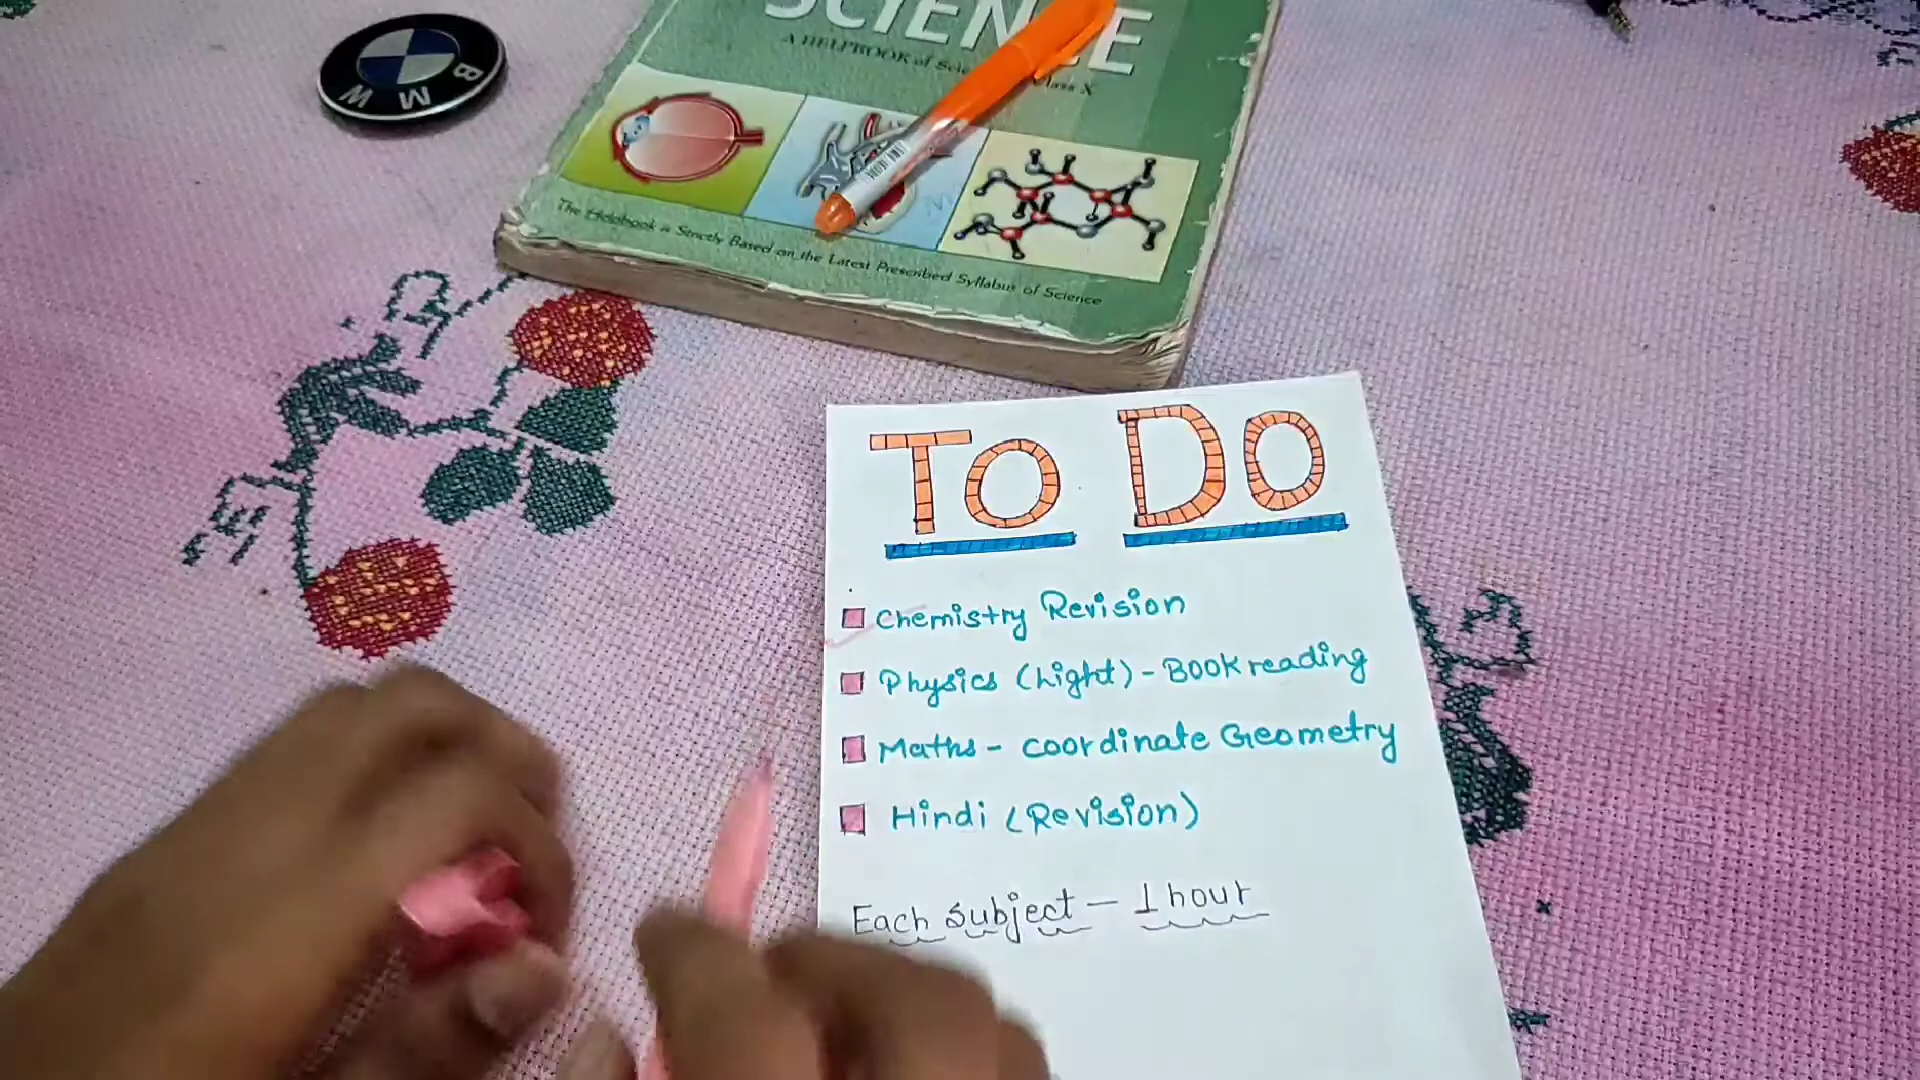 BMW
SCIENCE
A HELPBOOK of Class X
The Helpbook is Strictly Based on the Latest Prescribed Syllabus of Science
To Do
Chemistry Revision
Physics (Light) - Book reading
Maths - Coordinate Geometry
Hindi (Revision)
Each Subject - 1 hour